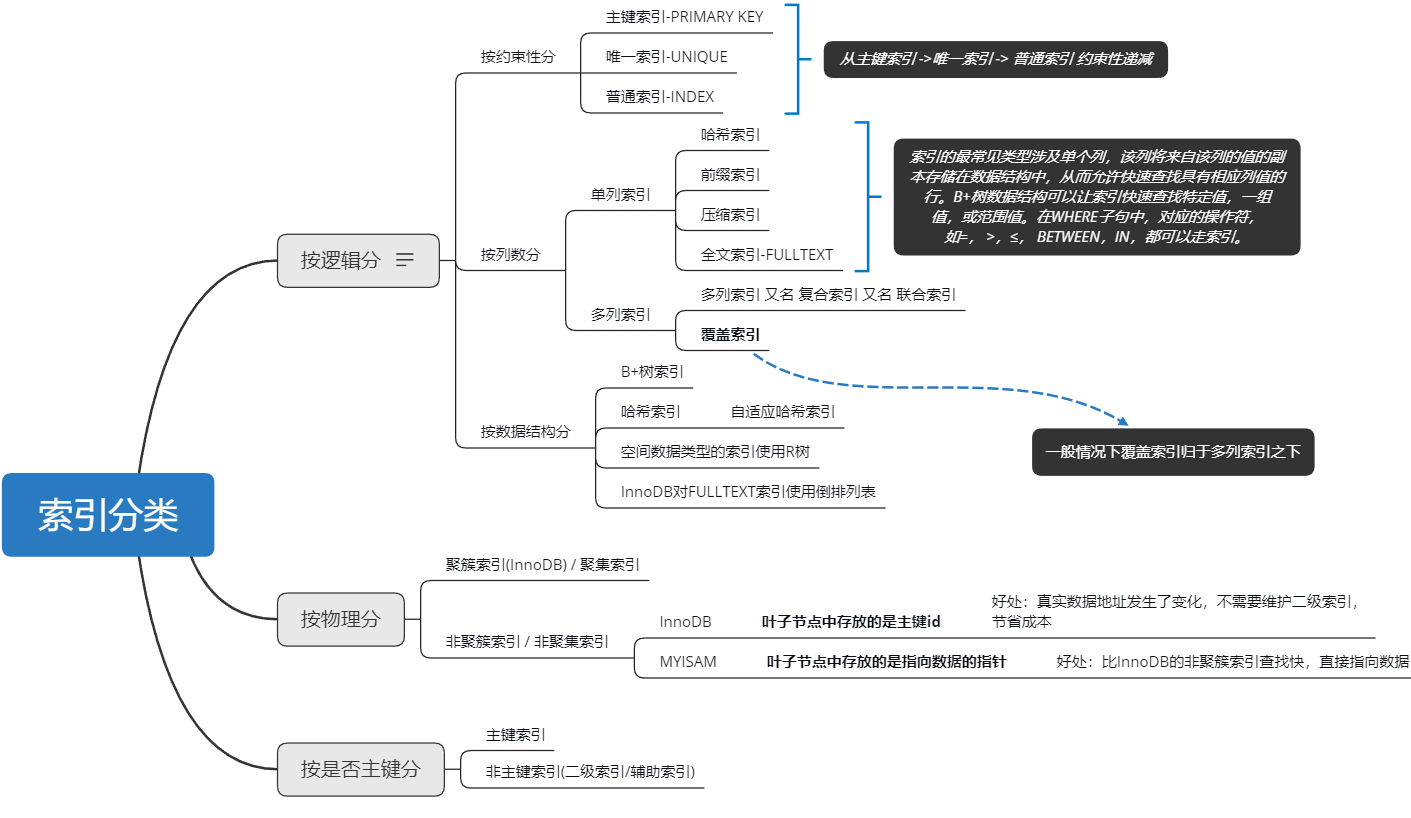 索引分类
按逻辑分
按约束性分
主键索引-PRIMARY KEY
唯一索引-UNIQUE
普通索引-INDEX
从主键索引->唯一索引-> 普通索引 约束性递减
按列数分
单列索引
哈希索引
前缀索引
压缩索引
全文索引-FULLTEXT
索引的最常见类型涉及单个列，该列将来自该列的值的副
本存储在数据结构中，从而允许快速查找具有相应列值的
行。B+树数据结构可以让索引快速查找特定值，一组
值，或范围值。在WHERE子句中，对应的操作符，
如=， >，≤， BETWEEN，IN，都可以走索引。
多列索引
多列索引 又名 复合索引 又名 联合索引
覆盖索引
一般情况下覆盖索引归于多列索引之下
按数据结构分
B+树索引
哈希索引 自适应哈希索引
空间数据类型的索引使用R树
InnoDB对FULLTEXT索引使用倒排列表
按物理分
聚簇索引(InnoDB) / 聚集索引
非聚簇索引 / 非聚集索引
InnoDB 叶子节点中存放的是主键id
好处：真实数据地址发生了变化，不需要维护二级索引，
节省成本
MYISAM 叶子节点中存放的是指向数据的指针 好处：比InnoDB的非聚簇索引查找快，直接指向数据
按是否主键分
主键索引
非主键索引(二级索引/辅助索引)